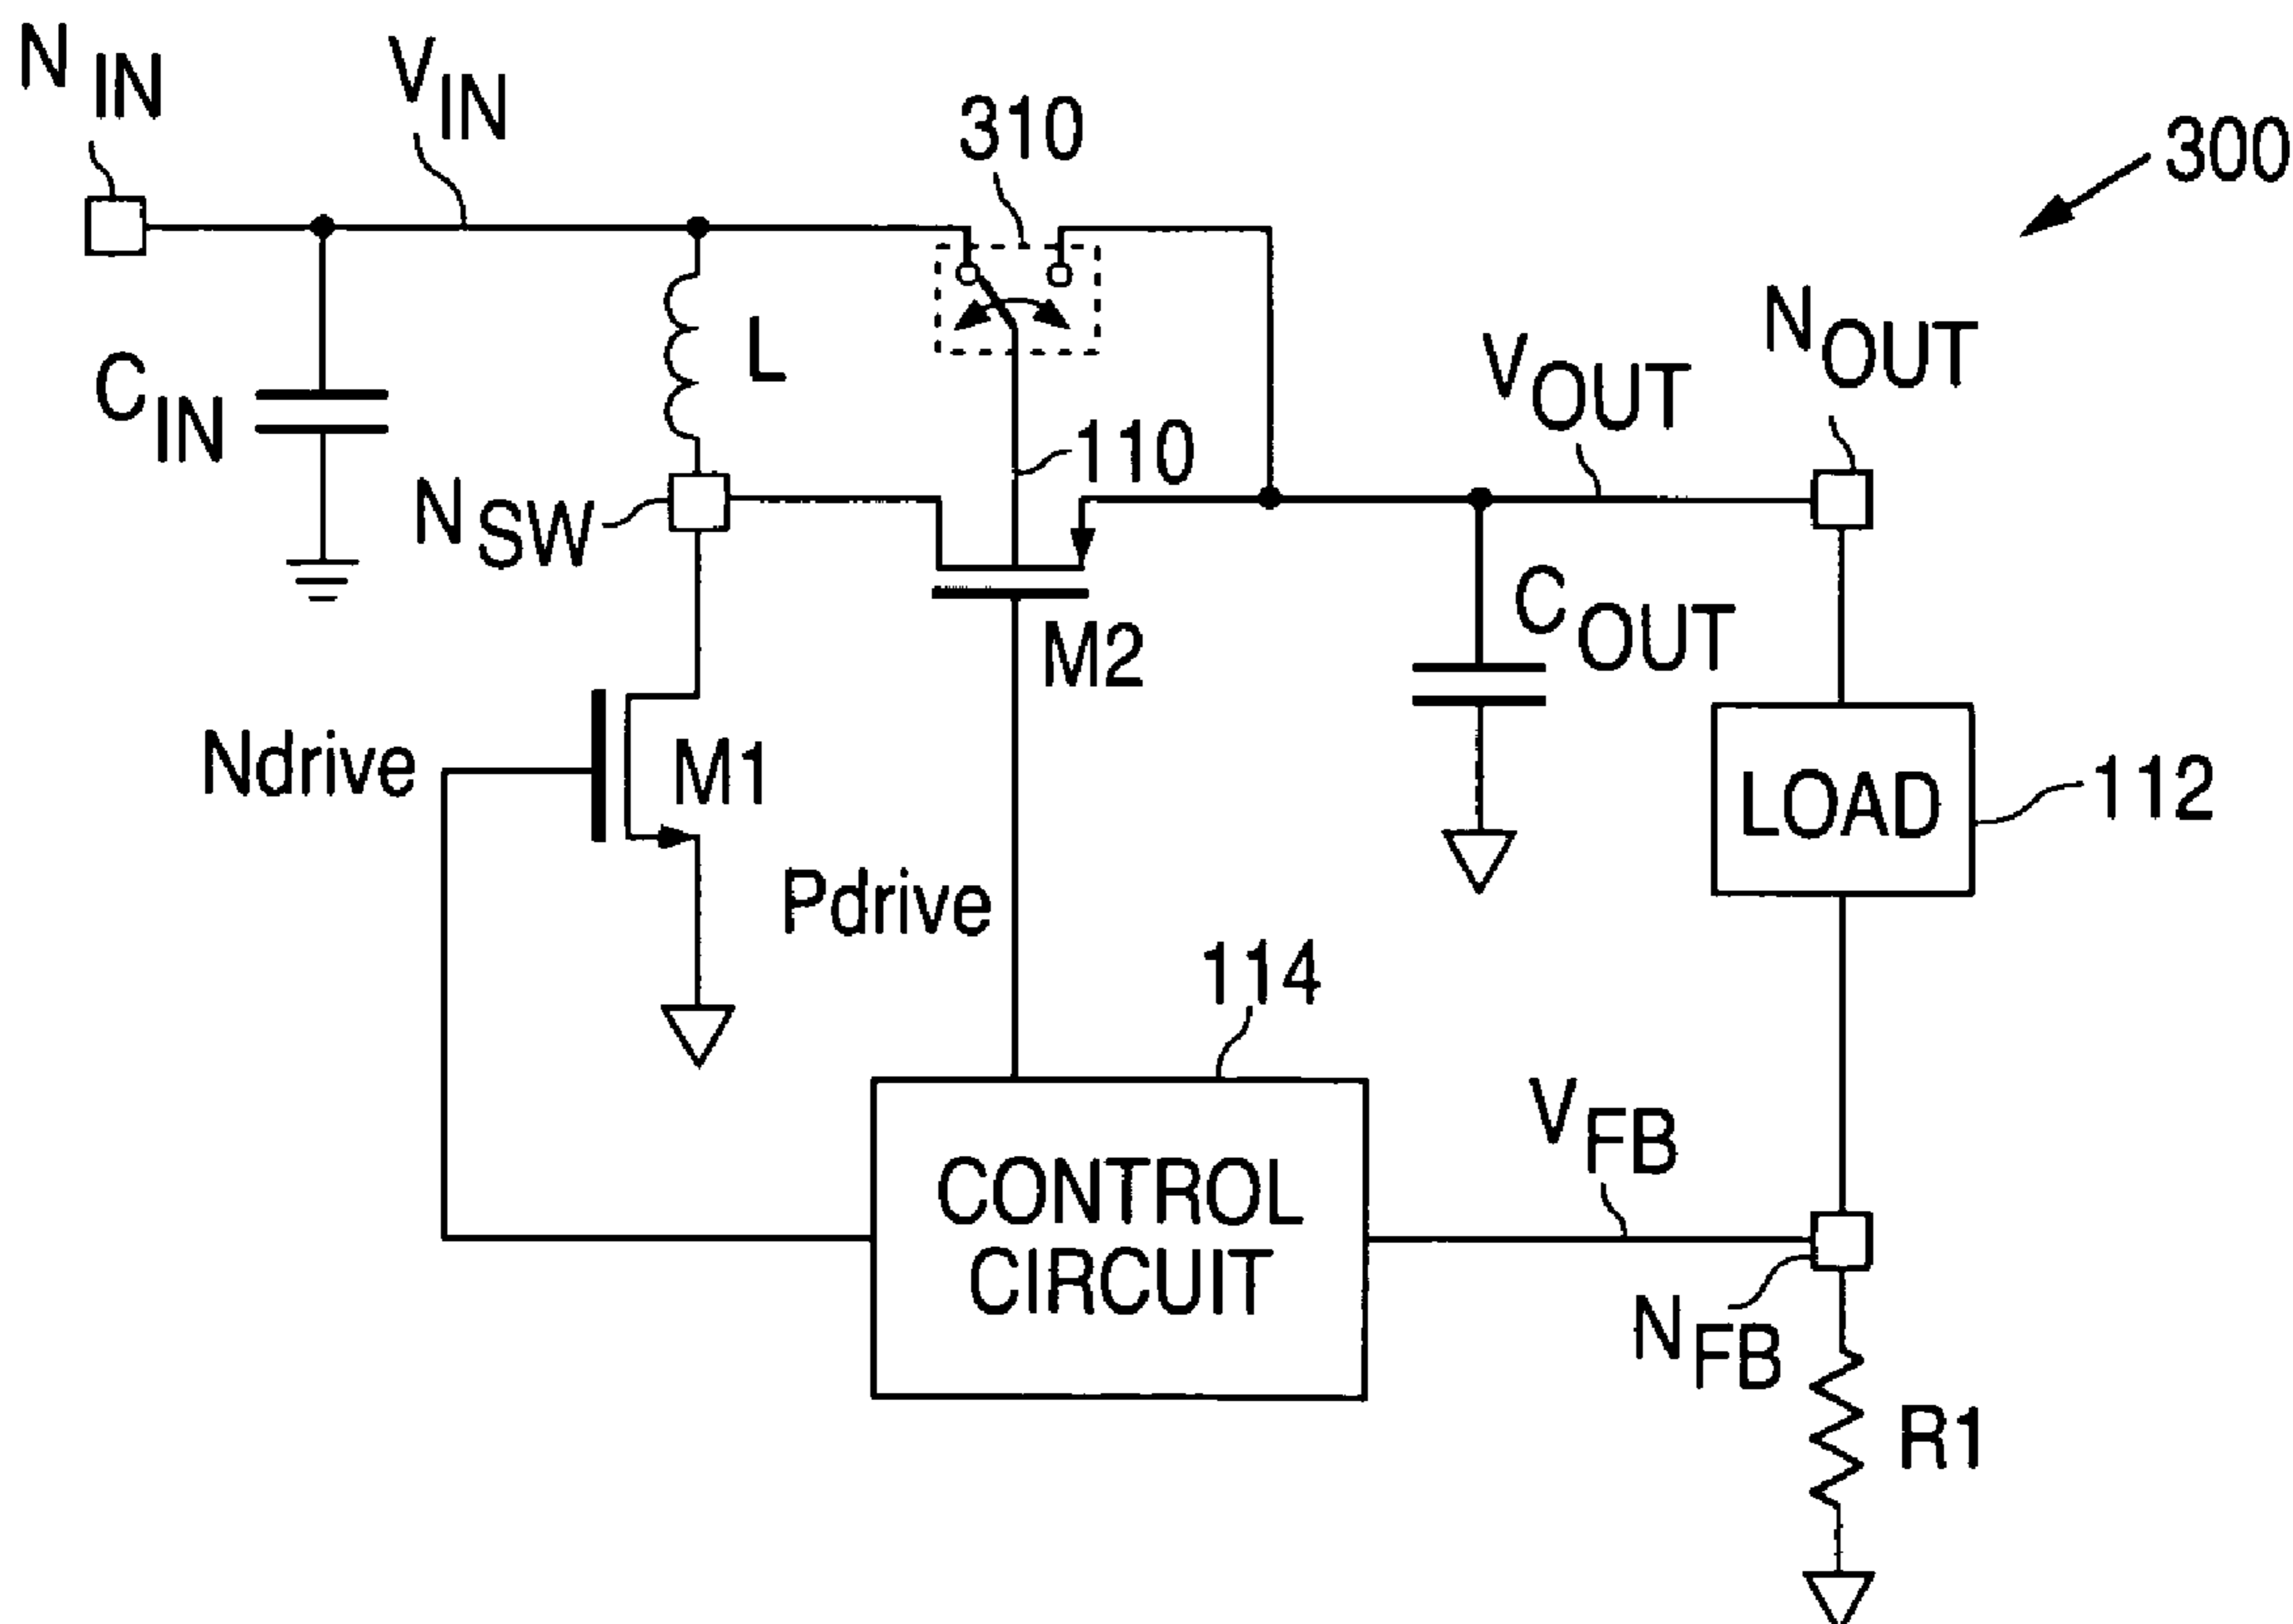 N IN
V IN
310
300
C IN
L
N SW
110
V OUT
N OUT
M2
C OUT
Ndrive
M1
LOAD
112
Pdrive
114
CONTROL
CIRCUIT
V FB
N FB
R1